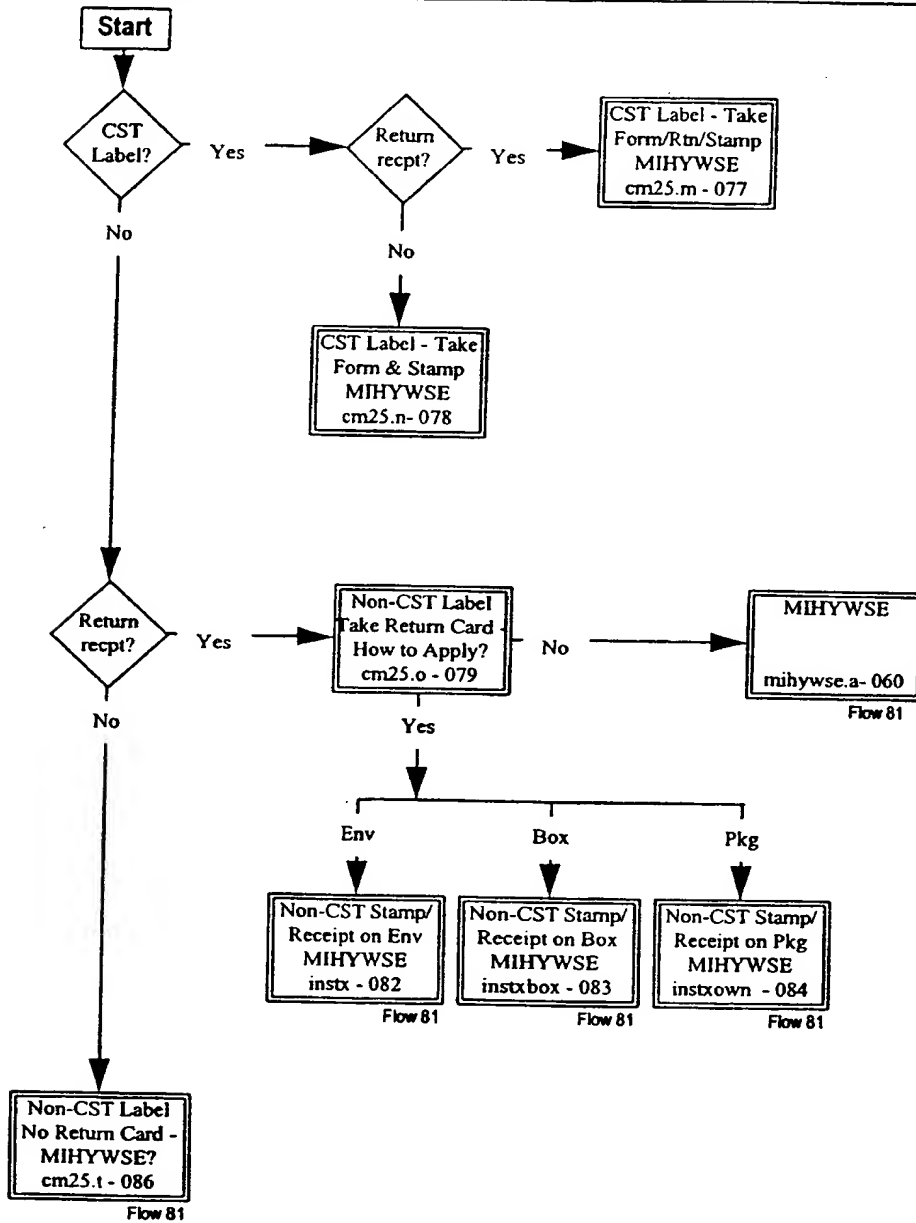 Start
CST
Label?
Yes
Return
recpt?
Yes
CST Label - Take
Form/Rtn/Stamp
MIHYWSE
cm25.m - 077
No
No
CST Label - Take
Form & Stamp
MIHYWSE
cm25.n- 078
Return
recpt?
Yes
Non-CST Label
Take Return Card -
How to Apply?
cm25.o - 079
No
MIHYWSE
mihywse.a- 060
Flow 81
No
Yes
Env
Box
Pkg
Non-CST Stamp/
Receipt on Env
MIHYWSE
instx - 082
Flow 81
Non-CST Stamp/
Receipt on Box
MIHYWSE
instxbox - 083
Flow 81
Non-CST Stamp/
Receipt on Pkg
MIHYWSE
instxown - 084
Flow 81
Non-CST Label
No Return Card -
MIHYWSE?
cm25.t - 086
Flow 81